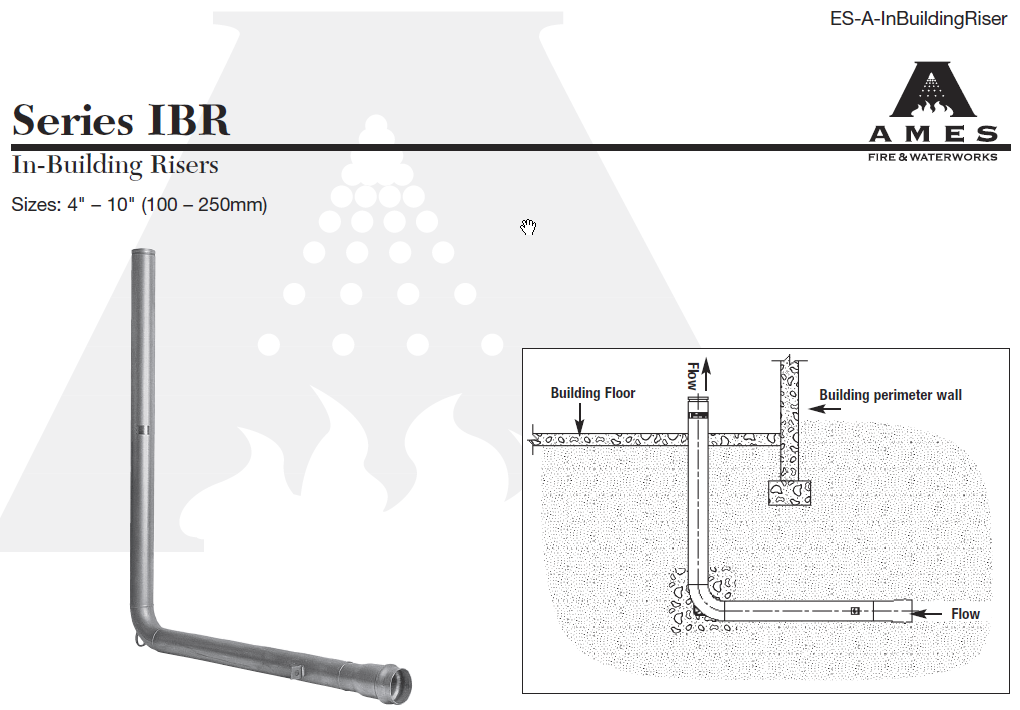 ES-A-InBuildingRiser
Series IBR
AMES
FIRE & WATERWORKS
In-Building Risers
Sizes: 4" – 10" (100 – 250mm)
Flow
Building Floor
Building perimeter wall
Flow